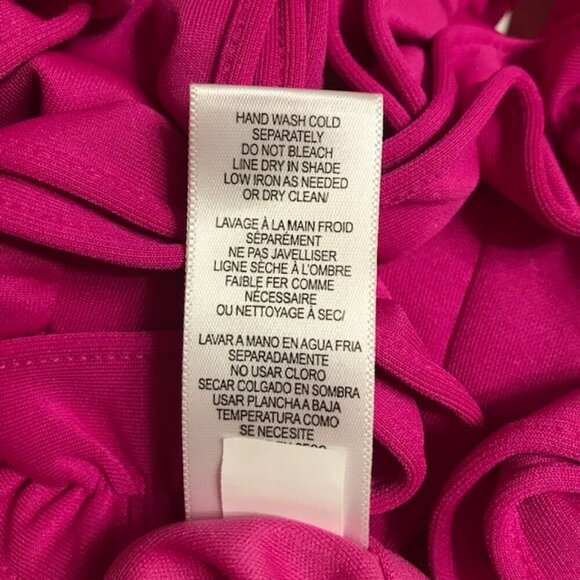 HAND WASH COLD
SEPARATELY
DO NOT BLEACH
LINE DRY IN SHADE
LOW IRON AS NEEDED
OR DRY CLEAN/
LAVAGE À LA MAIN FROID
SÉPARÉMENT
NE PAS JAVELLISER
LIGNE SÈCHE À L'OMBRE
FAIBLE FER COMME
NÉCESSAIRE
OU NETTOYAGE À SEC/
LAVAR A MANO EN AGUA FRIA
SEPARADAMENTE
NO USAR CLORO
SECAR COLGADO EN SOMBRA
USAR PLANCHA A BAJA
TEMPERATURA COMO
SE NECESITE